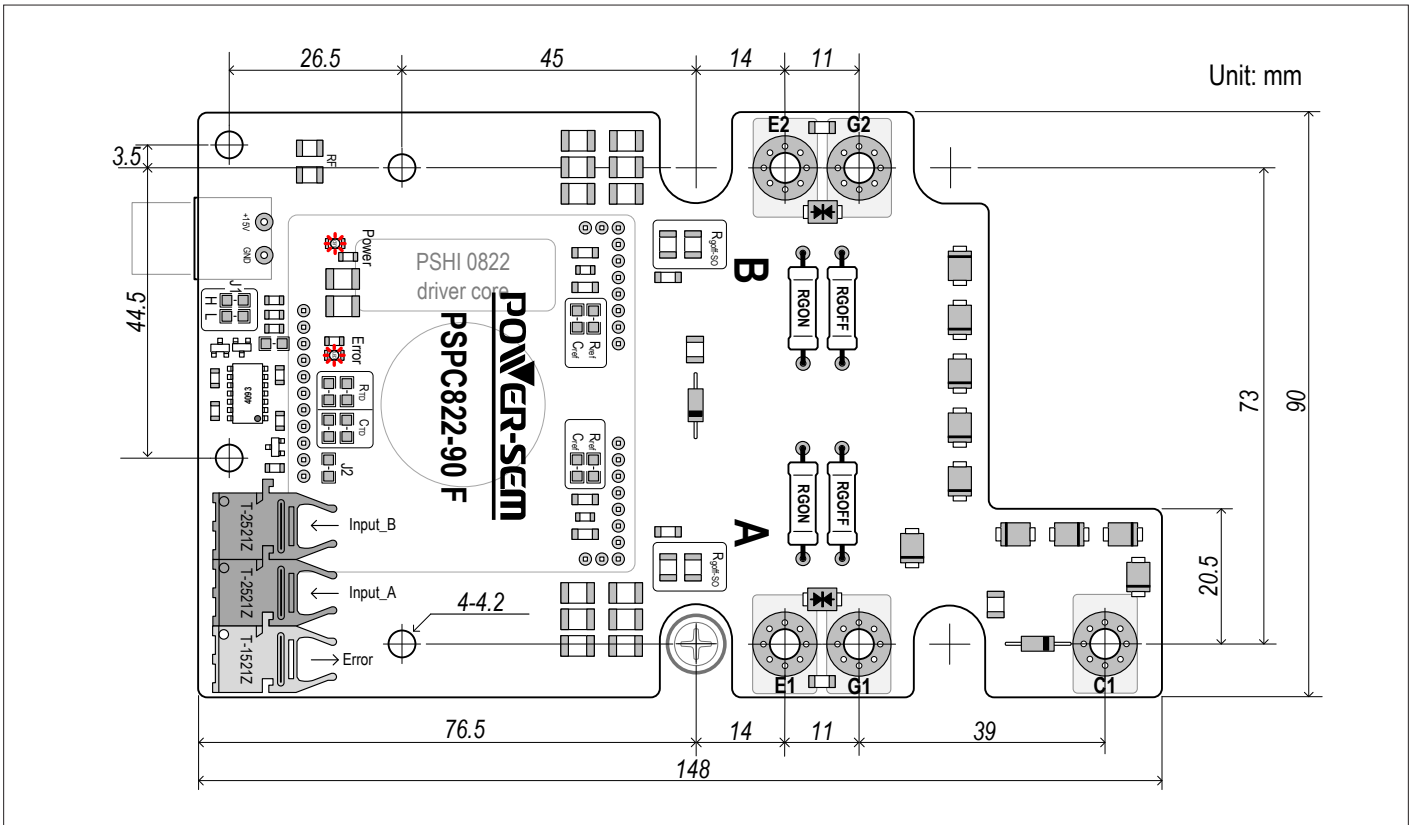 26.5
45
14
11
Unit: mm
3.5
44.5
73
90
20.5
E2
G2
RF
+15V
GND
Power
PSHI 0822
driver core
Rgoff-SO
B
J1
H
L
Error
Rref
Cref
RGON
RGOFF
4093
RTD
CTD
J2
POWER-SEM
PSPC822-90 F
Rref
Cref
RGON
RGOFF
A
T-2521Z
Input_B
T-2521Z
Input_A
T-1521Z
Error
Rgoff-SO
4-4.2
E1
G1
C1
76.5
14
11
39
148